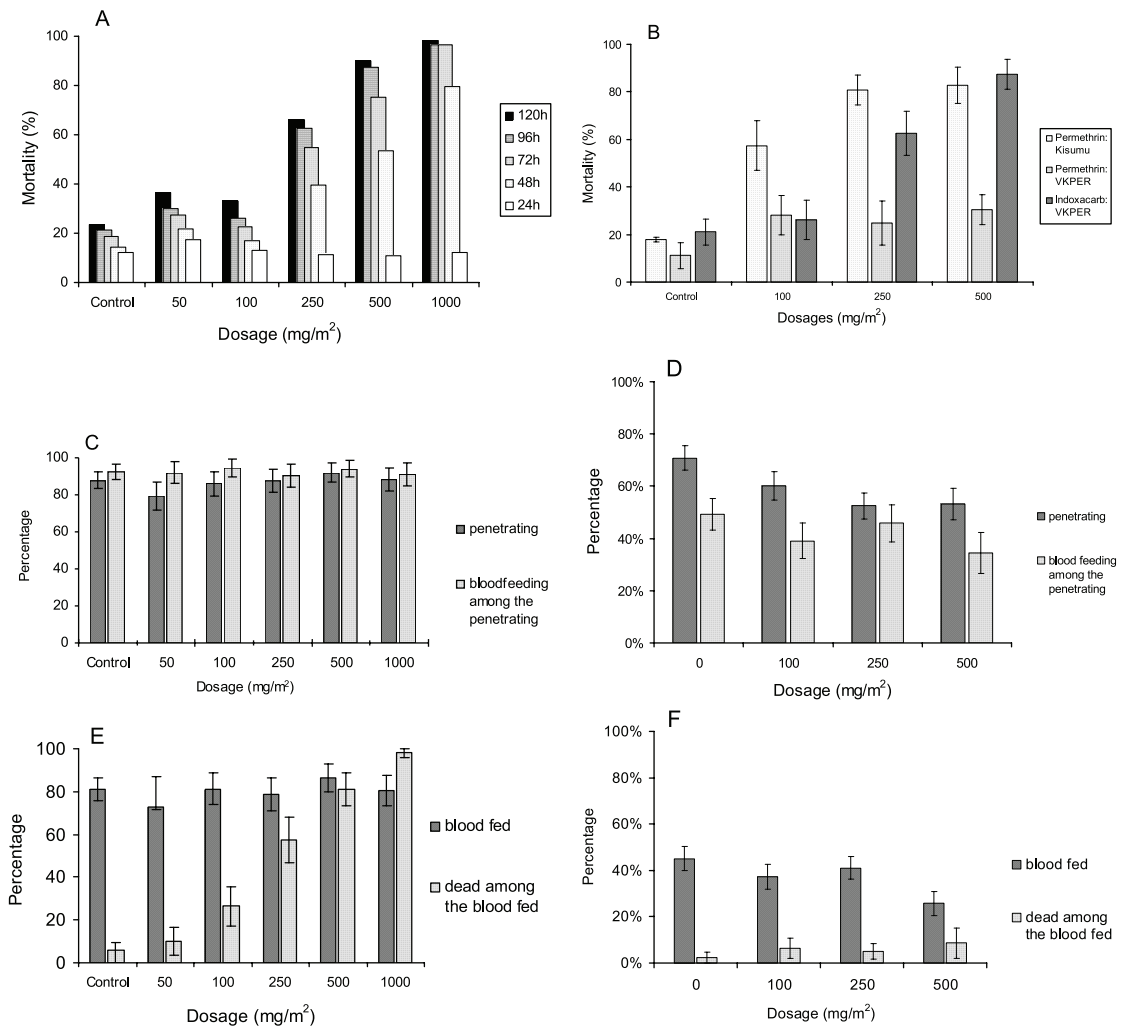 A
Mortality (%)
100
80
60
40
20
0
Control 50 100 250 500 1000
Dosage (mg/m²)
120h
96h
72h
48h
24h
B
Mortality (%)
100
80
60
40
20
0
Control 100 250 500
Dosages (mg/m²)
Permethrin:
Kisumu
Permethrin:
VKPER
Indoxacarb:
VKPER
C
Percentage
100
80
60
40
20
0
Control 50 100 250 500 1000
Dosage (mg/m²)
penetrating
bloodfeeding
among the
penetrating
D
Percentage
100%
80%
60%
40%
20%
0%
0 100 250 500
Dosage (mg/m²)
penetrating
blood feeding
among the
penetrating
E
Percentage
100
80
60
40
20
0
Control 50 100 250 500 1000
Dosage (mg/m²)
blood fed
dead among
the blood fed
F
Percentage
100%
80%
60%
40%
20%
0%
0 100 250 500
Dosage (mg/m²)
blood fed
dead among
the blood fed